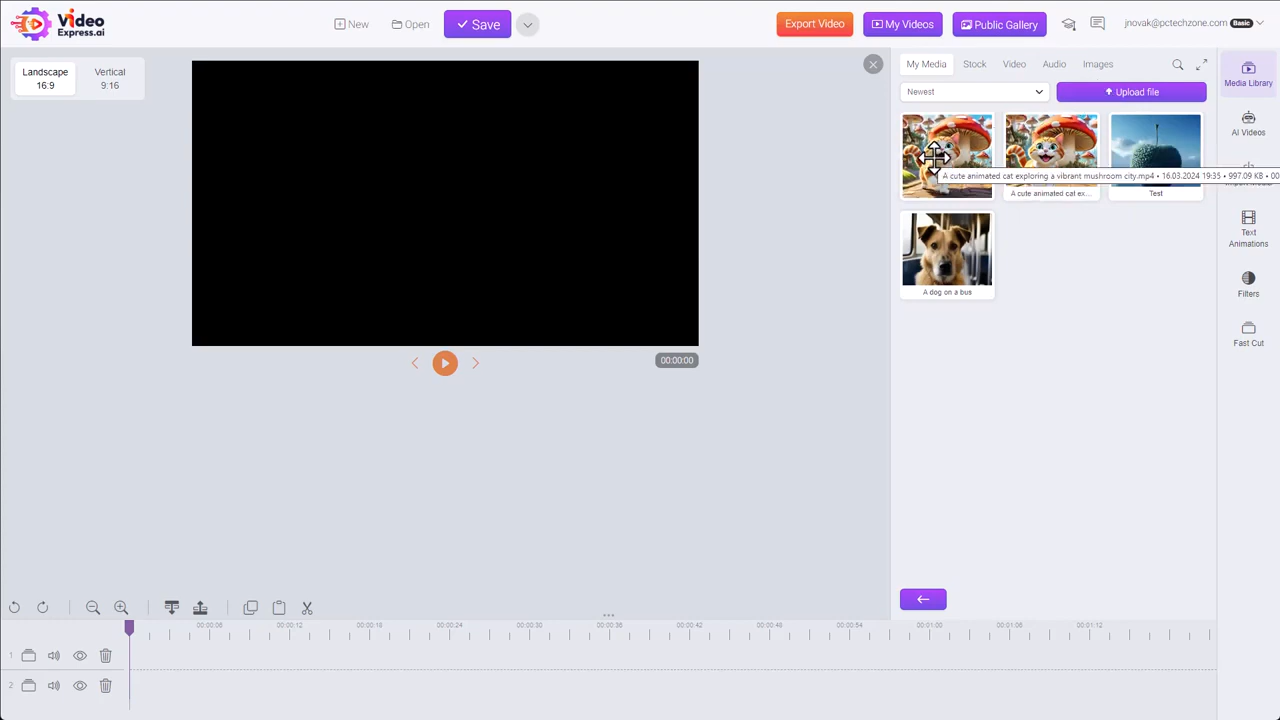 Video
Express.ai
New
Open
Save
Export Video
My Videos
Public Gallery
jnovak@pctechzone.com
Basic
Landscape
16:9
Vertical
9:16
My Media
Stock
Video
Audio
Images
Newest
Upload file
A cute animated cat exploring a vibrant mushroom city.mp4 • 16.03.2024 19:35 • 997.09 KB • 00
A cute animated cat ex...
Test
A dog on a bus
Media Library
AI Videos
Text
Animations
Filters
Fast Cut
00:00:00
00:00:06
00:00:12
00:00:18
00:00:24
00:00:30
00:00:36
00:00:42
00:00:48
00:00:54
00:01:00
00:01:06
00:01:12
1
2